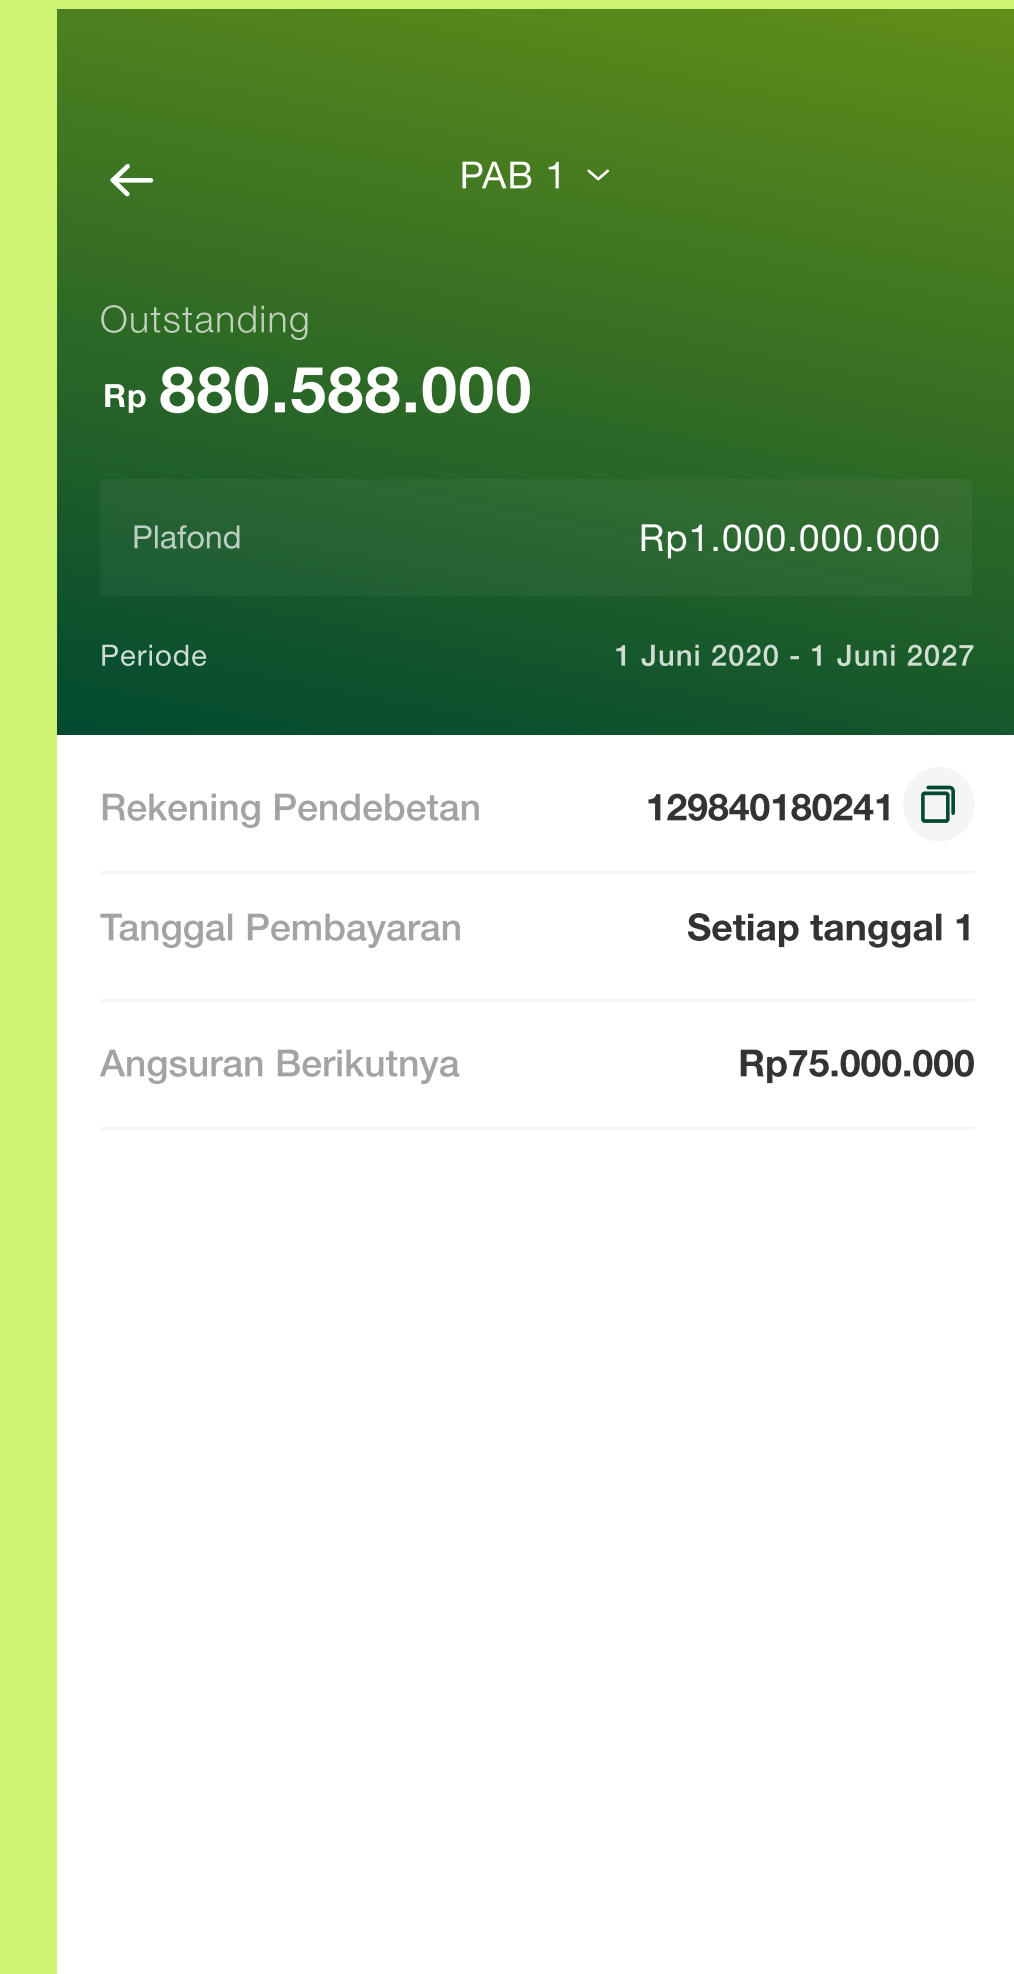 PAB 1
Outstanding
Rp 880.588.000
Plafond Rp1.000.000.000
Periode 1 Juni 2020 - 1 Juni 2027
Rekening Pendebetan 129840180241
Tanggal Pembayaran Setiap tanggal 1
Angsuran Berikutnya Rp75.000.000